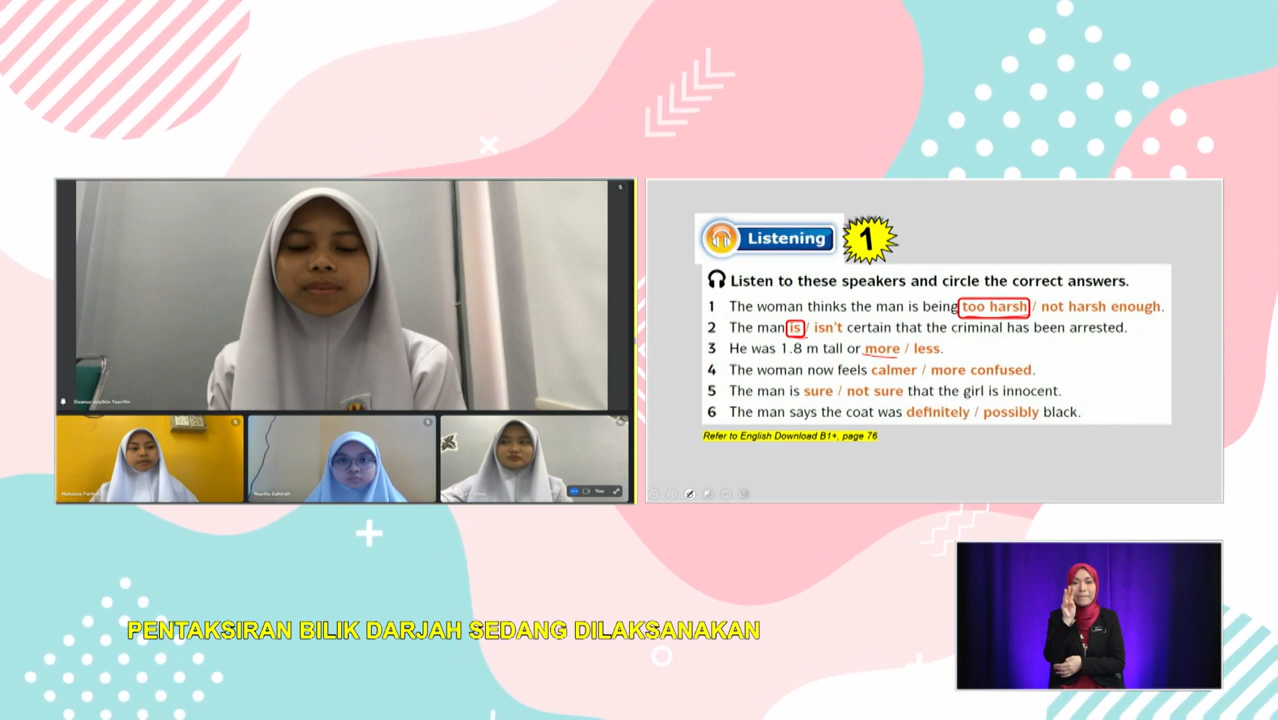 Listening
1
Listen to these speakers and circle the correct answers.
1 The woman thinks the man is being too harsh / not harsh enough.
2 The man is / isn't certain that the criminal has been arrested.
3 He was 1.8 m tall or more / less.
4 The woman now feels calmer / more confused.
5 The man is sure / not sure that the girl is innocent.
6 The man says the coat was definitely / possibly black.
Refer to English Download B1+, page 76
You
PENTAKSIRAN BILIK DARJAH SEDANG DILAKSANAKAN